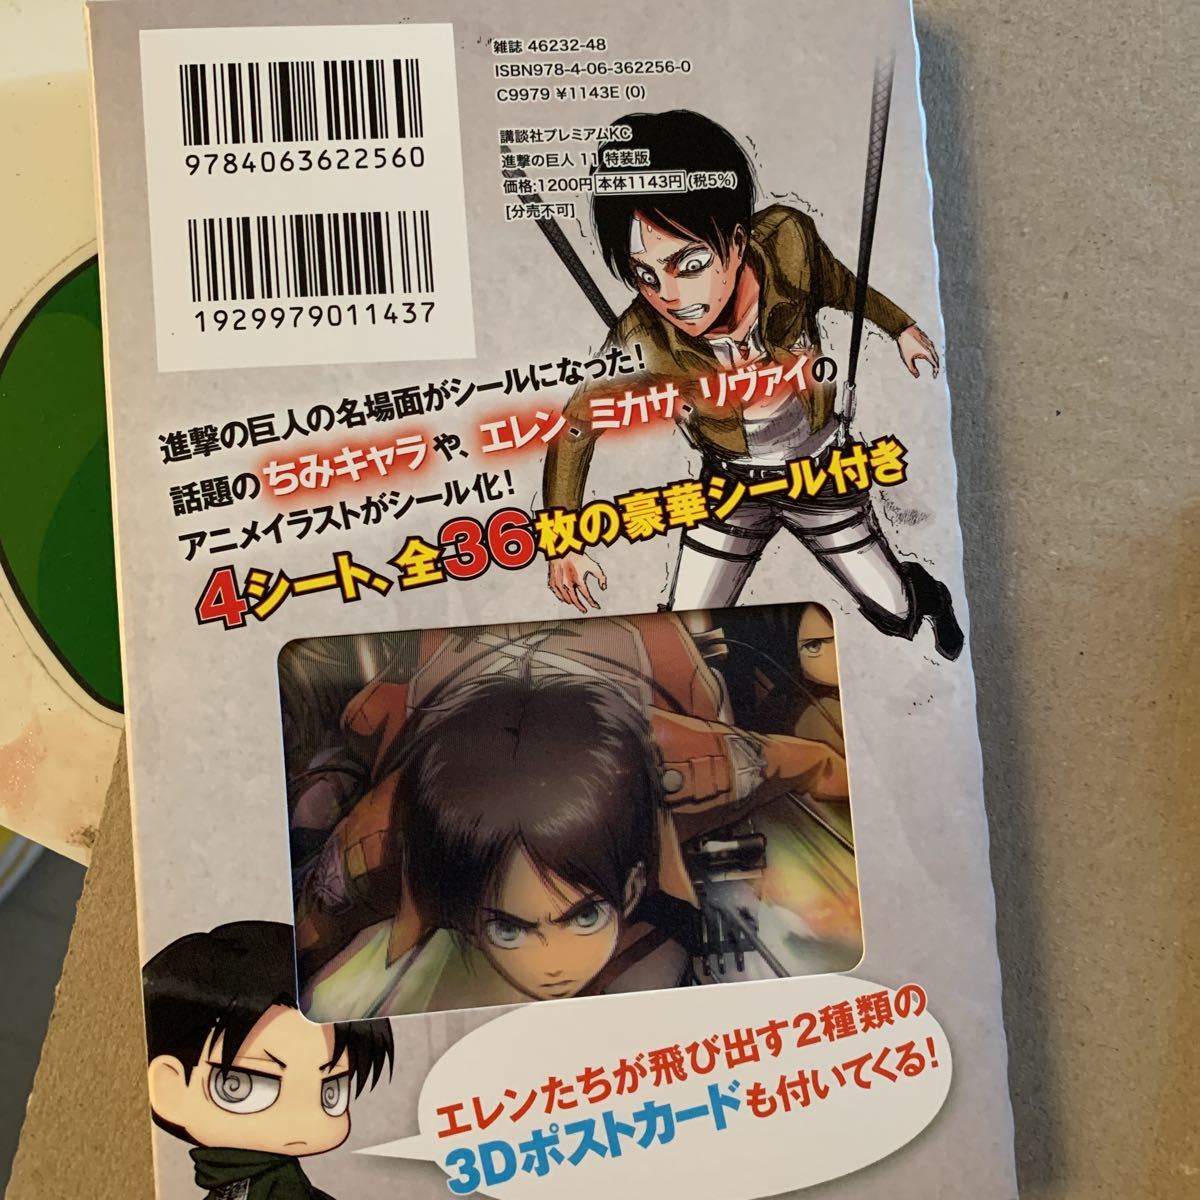 9784063622560
1929979011437
雑誌 46232-48
ISBN978-4-06-362256-0
C9979 ¥1143E (0)
講談社プレミアムKC
進撃の巨人 11 特装版
価格:1200円 本体1143円 (税5%)
[分売不可]
進撃の巨人の名場面がシールになった!
話題のちみキャラや、エレン、ミカサ、リヴァイの
アニメイラストがシール化!
4シート、全36枚の豪華シール付き
エレンたちが飛び出す2種類の
3Dポストカードも付いてくる!